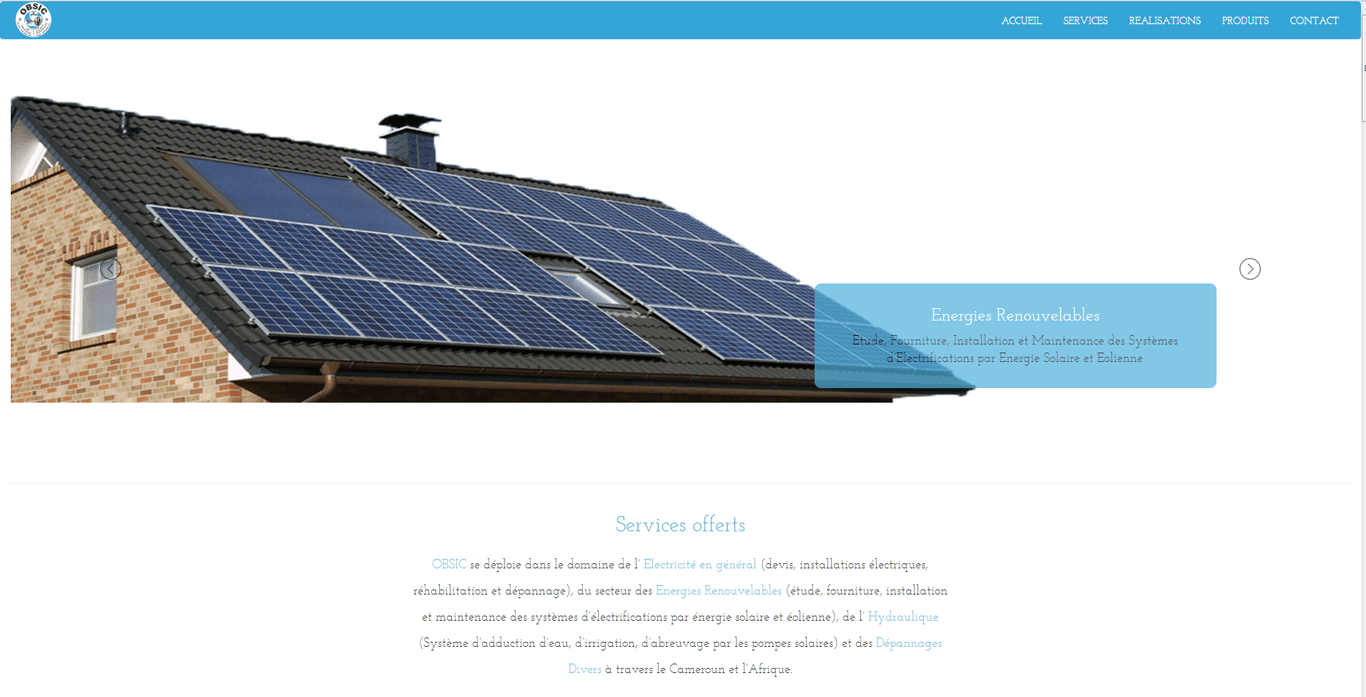 OBSIC
ACCUEIL SERVICES REALISATIONS PRODUITS CONTACT
Energies Renouvelables
Etude, Fourniture, Installation et Maintenance des Systèmes
d'Electrifications par Energie Solaire et Eolienne
Services offerts
OBSIC se déploie dans le domaine de l' Electricité en général (devis, installations électriques,
réhabilitation et dépannage), du secteur des Energies Renouvelables (étude, fourniture, installation
et maintenance des systèmes d'électrifications par énergie solaire et éolienne), de l' Hydraulique
(Système d'adduction d'eau, d'irrigation, d'abreuvage par les pompes solaires) et des Dépannages
Divers à travers le Cameroun et l'Afrique.